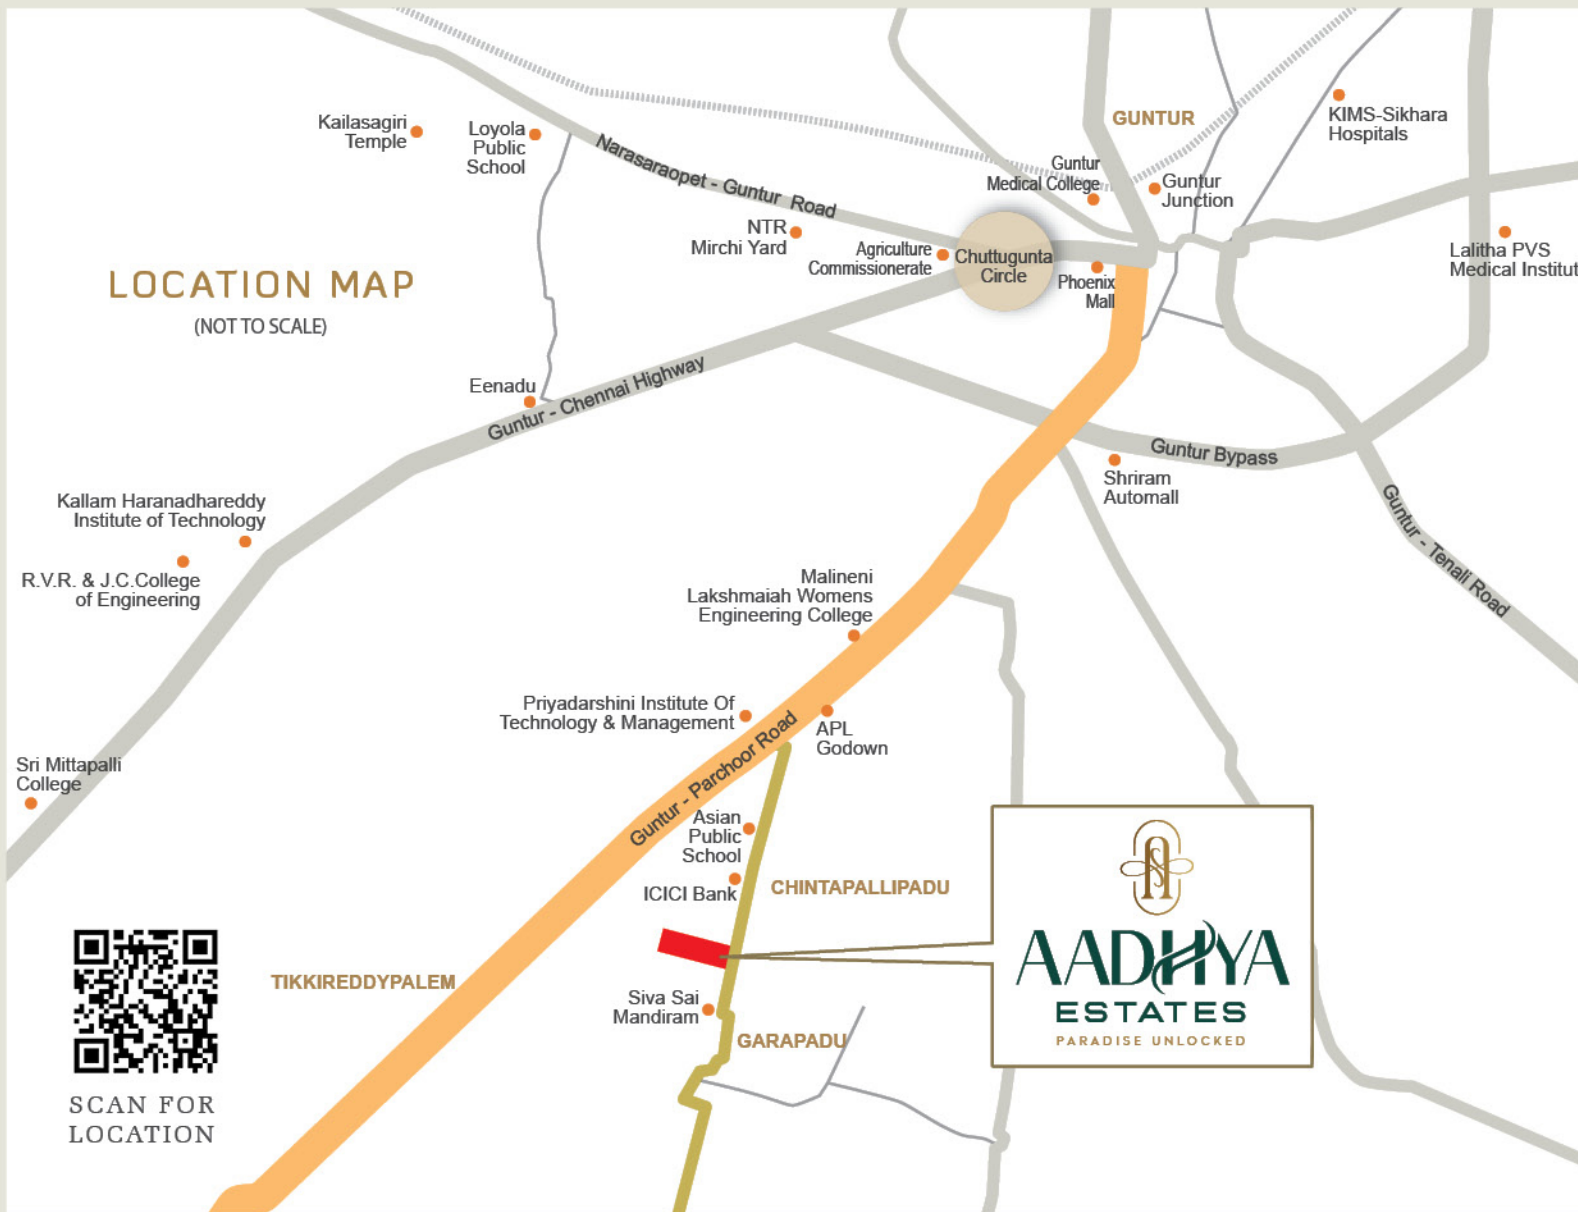 GUNTUR
KIMS-Sikhara
Hospitals
Kailasagiri
Temple
Loyola
Public
School
Narasaraopet - Guntur Road
Guntur
Medical College
Guntur
Junction
NTR
Mirchi Yard
Agriculture
Commissionerate
Chuttugunta
Circle
Phoenix
Mall
Lalitha PVS
Medical Institut
LOCATION MAP
(NOT TO SCALE)
Eenadu
Guntur - Chennai Highway
Guntur Bypass
Shriram
Automall
Guntur - Tenali Road
Kallam Haranadhareddy
Institute of Technology
R.V.R. & J.C.College
of Engineering
Malineni
Lakshmaiah Womens
Engineering College
Priyadarshini Institute Of
Technology & Management
APL
Godown
Guntur - Parchoor Road
Sri Mittapalli
College
Asian
Public
School
ICICI Bank
CHINTAPALLIPADU
TIKKIREDDYPALEM
Siva Sai
Mandiram
GARAPADU
AADHYA
ESTATES
PARADISE UNLOCKED
SCAN FOR
LOCATION